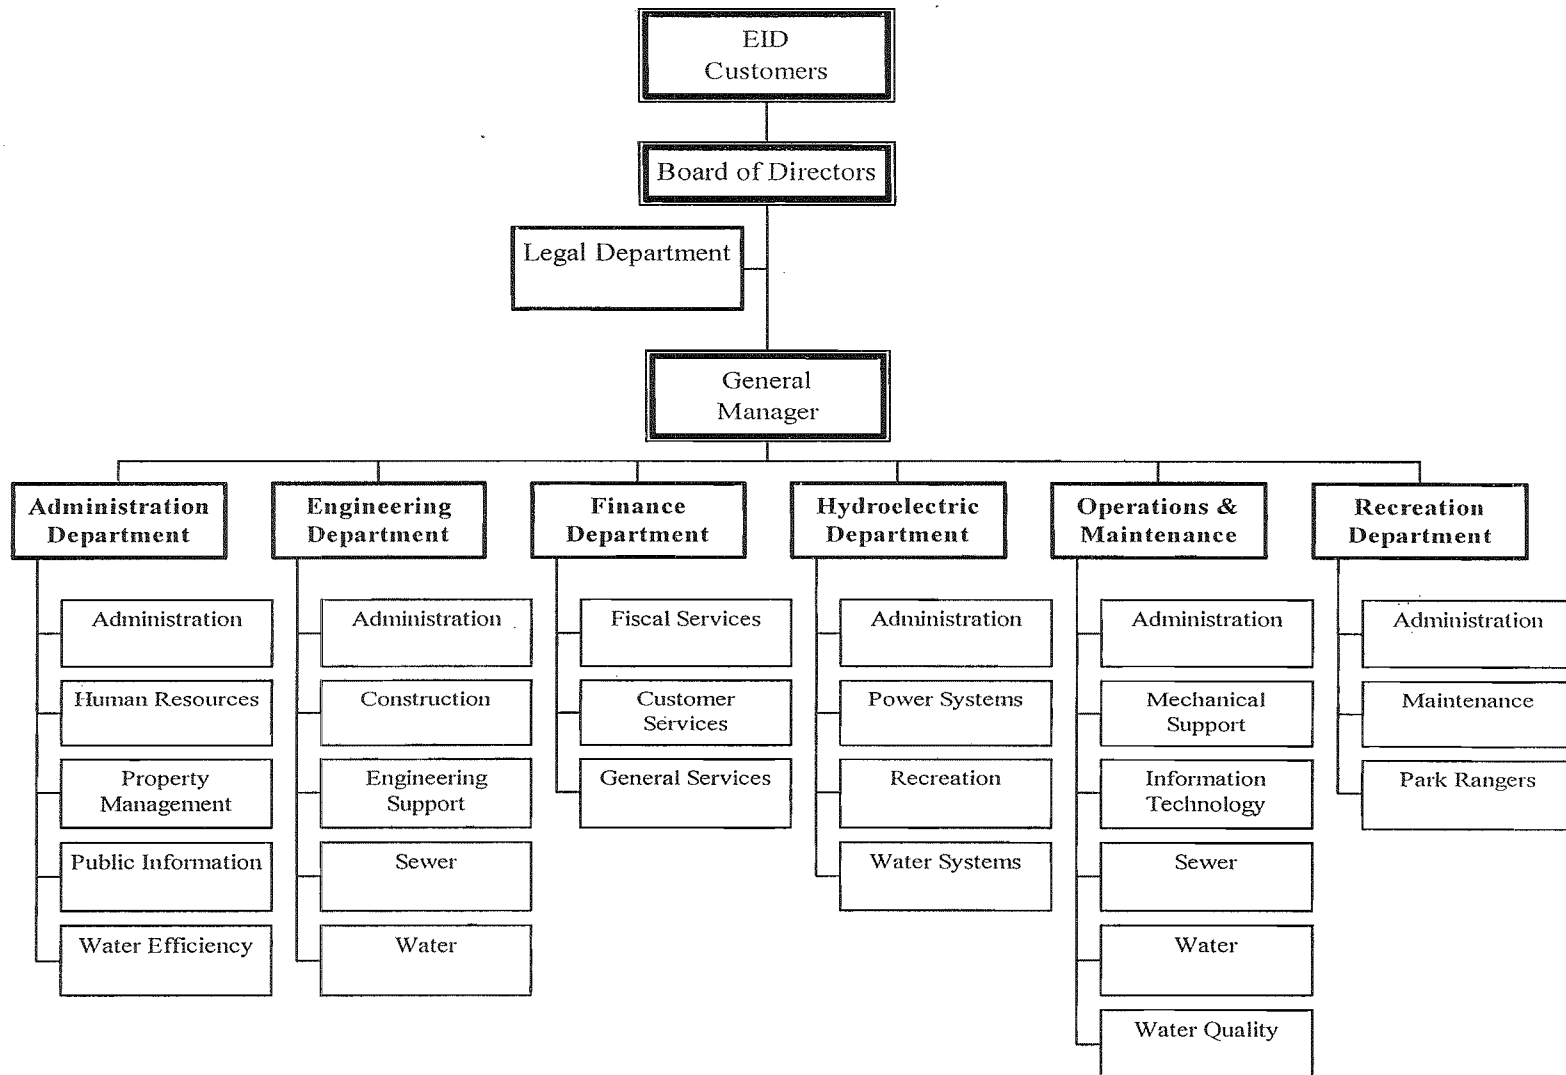 EID
Customers
Board of Directors
Legal Department
General
Manager
Administration
Department
Engineering
Department
Finance
Department
Hydroelectric
Department
Operations &
Maintenance
Recreation
Department
Administration
Human Resources
Property
Management
Public Information
Water Efficiency
Administration
Construction
Engineering
Support
Sewer
Water
Fiscal Services
Customer
Services
General Services
Administration
Power Systems
Recreation
Water Systems
Administration
Mechanical
Support
Information
Technology
Sewer
Water
Water Quality
Administration
Maintenance
Park Rangers